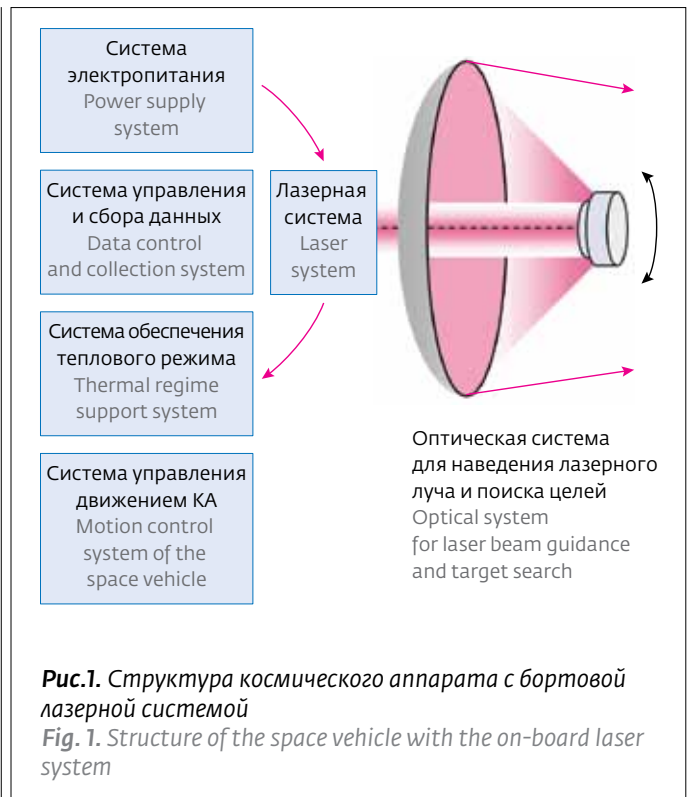 Система
электропитания
Power supply
system
Система управления
и сбора данных
Data control
and collection system
Лазерная
система
Laser
system
Система обеспечения
теплового режима
Thermal regime
support system
Система управления
движением КА
Motion control
system of the
space vehicle
Оптическая система
для наведения лазерного
луча и поиска целей
Optical system
for laser beam guidance
and target search
Рис.1. Структура космического аппарата с бортовой
лазерной системой
Fig. 1. Structure of the space vehicle with the on-board laser
system